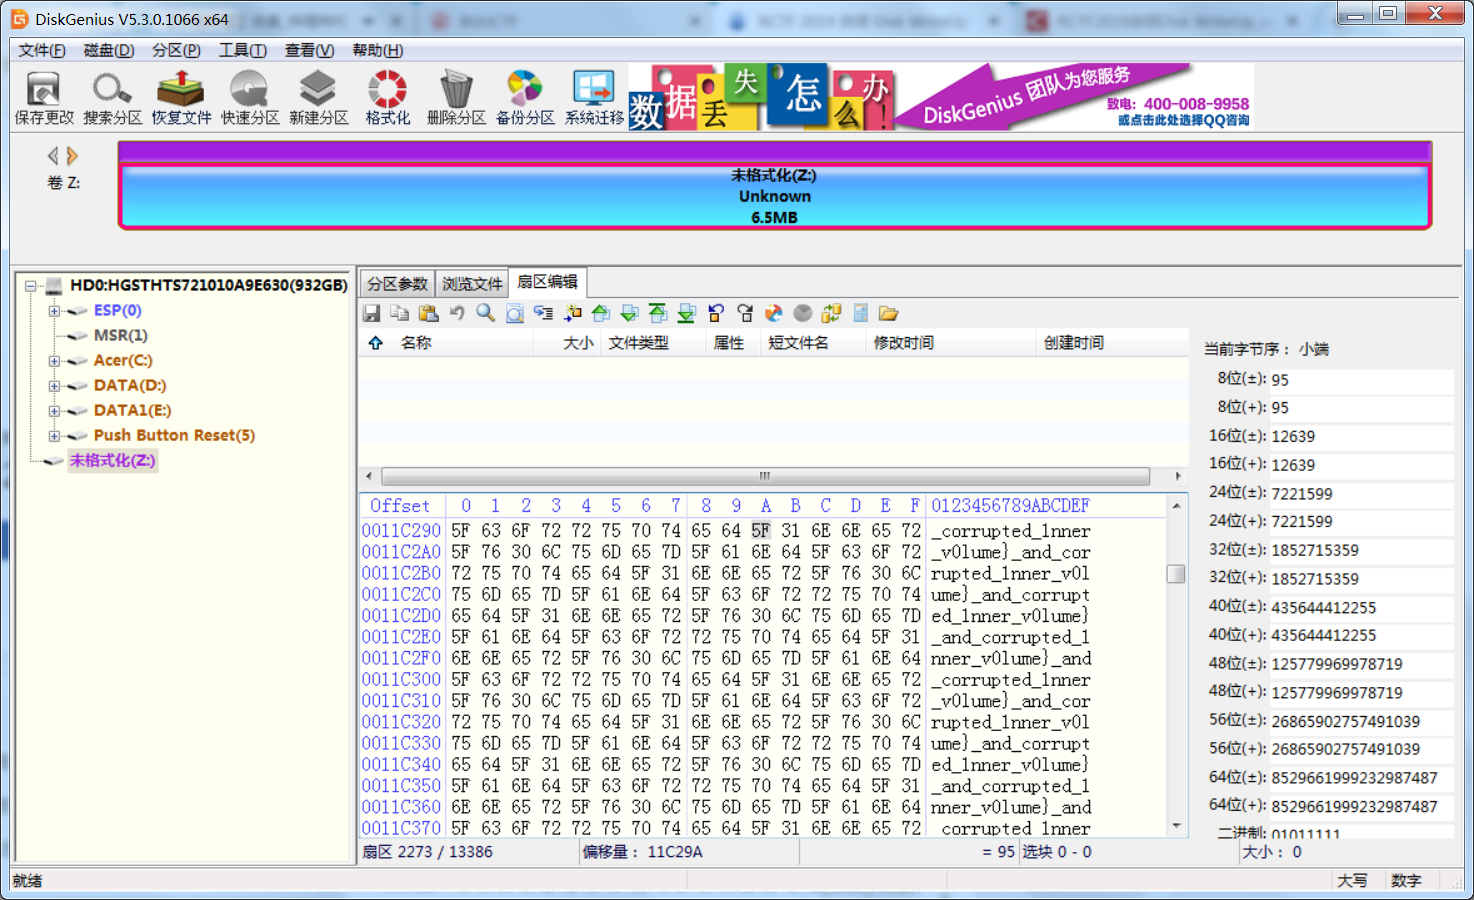 DiskGenius V5.3.0.1066 x64
文件(F) 磁盘(D) 分区(P) 工具(T) 查看(V) 帮助(H)
保存更改 搜索分区 恢复文件 快速分区 新建分区 格式化 删除分区 备份分区 系统迁移
数据丢失怎么办!
DiskGenius 团队为您服务
致电：400-008-9958
或点击此处选择QQ咨询
卷 Z:
未格式化(Z:)
Unknown
6.5MB
HD0:HGSTHTS721010A9E630(932GB)
ESP(0)
MSR(1)
Acer(C:)
DATA(D:)
DATA1(E:)
Push Button Reset(5)
未格式化(Z:)
分区参数 浏览文件 扇区编辑
名称 大小 文件类型 属性 短文件名 修改时间 创建时间
Offset 0 1 2 3 4 5 6 7 8 9 A B C D E F 0123456789ABCDEF
0011C290 5F 63 6F 72 72 75 70 74 65 64 5F 31 6E 6E 65 72 _corrupted_1nner
0011C2A0 5F 76 30 6C 75 6D 65 7D 5F 61 6E 64 5F 63 6F 72 _v0lume}_and_cor
0011C2B0 72 75 70 74 65 64 5F 31 6E 6E 65 72 5F 76 30 6C rupted_1nner_v0l
0011C2C0 75 6D 65 7D 5F 61 6E 64 5F 63 6F 72 72 75 70 74 ume}_and_corrupt
0011C2D0 65 64 5F 31 6E 6E 65 72 5F 76 30 6C 75 6D 65 7D ed_1nner_v0lume}
0011C2E0 5F 61 6E 64 5F 63 6F 72 72 75 70 74 65 64 5F 31 _and_corrupted_1
0011C2F0 6E 6E 65 72 5F 76 30 6C 75 6D 65 7D 5F 61 6E 64 nner_v0lume}_and
0011C300 5F 63 6F 72 72 75 70 74 65 64 5F 31 6E 6E 65 72 _corrupted_1nner
0011C310 5F 76 30 6C 75 6D 65 7D 5F 61 6E 64 5F 63 6F 72 _v0lume}_and_cor
0011C320 72 75 70 74 65 64 5F 31 6E 6E 65 72 5F 76 30 6C rupted_1nner_v0l
0011C330 75 6D 65 7D 5F 61 6E 64 5F 63 6F 72 72 75 70 74 ume}_and_corrupt
0011C340 65 64 5F 31 6E 6E 65 72 5F 76 30 6C 75 6D 65 7D ed_1nner_v0lume}
0011C350 5F 61 6E 64 5F 63 6F 72 72 75 70 74 65 64 5F 31 _and_corrupted_1
0011C360 6E 6E 65 72 5F 76 30 6C 75 6D 65 7D 5F 61 6E 64 nner_v0lume}_and
0011C370 5F 63 6F 72 72 75 70 74 65 64 5F 31 6E 6E 65 72 _corrupted_1nner
当前字节序： 小端
8位(±): 95
8位(+): 95
16位(±): 12639
16位(+): 12639
24位(±): 7221599
24位(+): 7221599
32位(±): 1852715359
32位(+): 1852715359
40位(±): 435644412255
40位(+): 435644412255
48位(±): 125779969978719
48位(+): 125779969978719
56位(±): 26865902757491039
56位(+): 26865902757491039
64位(±): 8529661999232987487
64位(+): 8529661999232987487
二进制: 01011111
扇区 2273 / 13386 偏移量： 11C29A = 95 选块 0 - 0 大小： 0
就绪 大写 数字